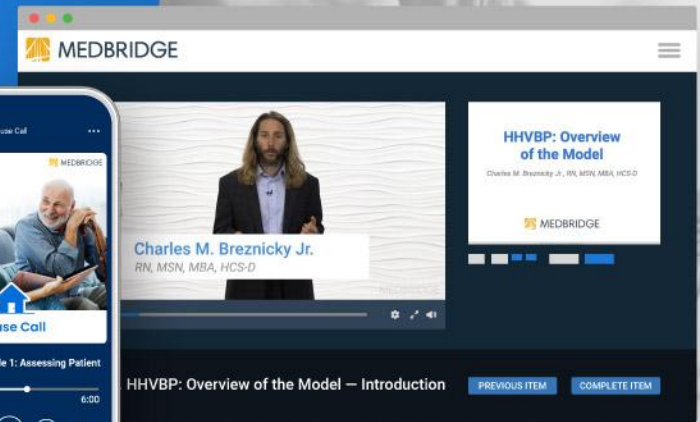 MEDBRIDGE
HHVBP: Overview
of the Model
Charles M. Breznicky Jr., RN, MSN, MBA, HCS-D
MEDBRIDGE
Charles M. Breznicky Jr.
RN, MSN, MBA, HCS-D
MEDBRIDGE
HHVBP: Overview of the Model — Introduction
PREVIOUS ITEM
COMPLETE ITEM
use Call
MEDBRIDGE
use Call
e 1: Assessing Patient
6:00